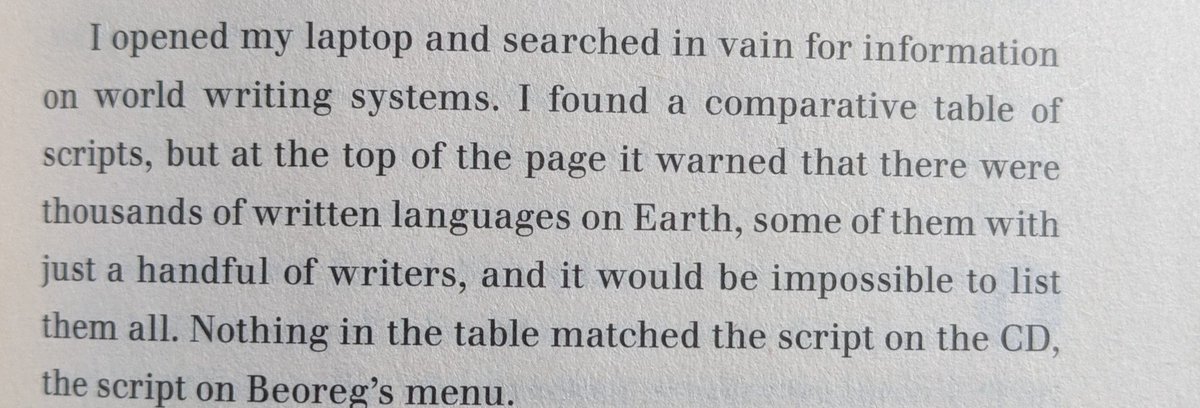 I opened my laptop and searched in vain for information
on world writing systems. I found a comparative table of
scripts, but at the top of the page it warned that there were
thousands of written languages on Earth, some of them with
just a handful of writers, and it would be impossible to list
them all. Nothing in the table matched the script on the CD,
the script on Beoreg’s menu.